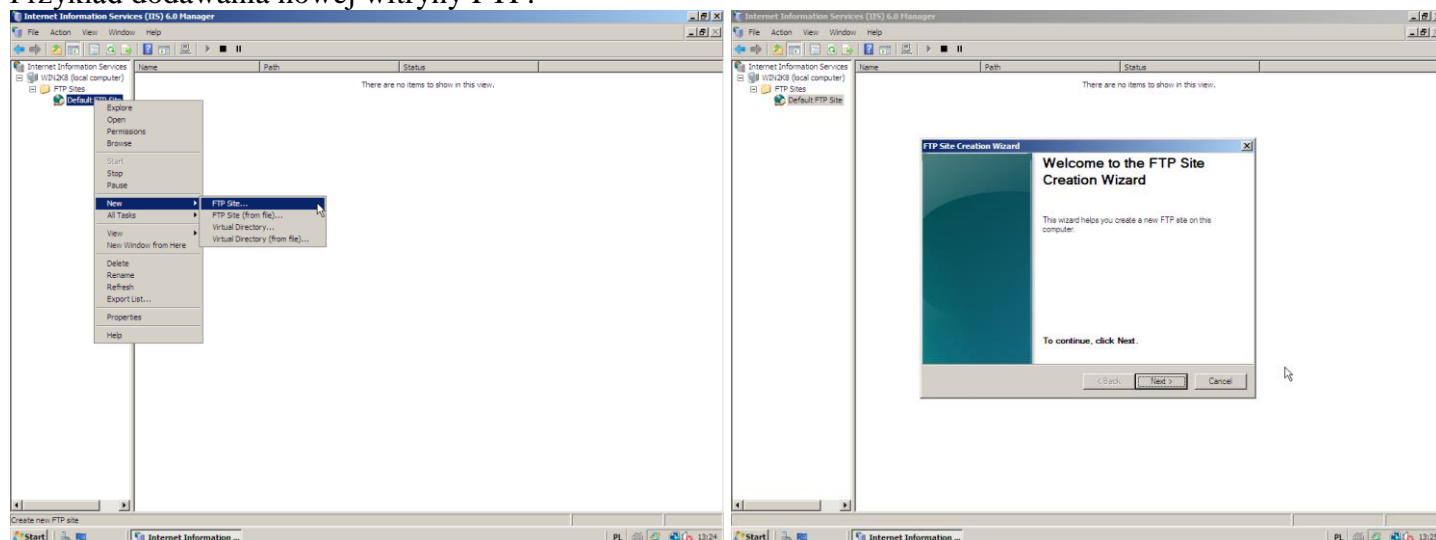 Przykład dodawania nowej witryny FTP:
Internet Information Services (IIS) 6.0 Manager
File Action View Window Help
Internet Information Services
WIN2K8 (local computer)
FTP Sites
Default FTP Site
Name Path Status
There are no items to show in this view.
Explore
Open
Permissions
Browse
Start
Stop
Pause
New
All Tasks
View
New Window from Here
Delete
Rename
Refresh
Export List...
Properties
Help
FTP Site...
FTP Site (from file)...
Virtual Directory...
Virtual Directory (from file)...
Create new FTP site
Start
Internet Information ...
PL 13:24
Internet Information Services (IIS) 6.0 Manager
File Action View Window Help
Internet Information Services
WIN2K8 (local computer)
FTP Sites
Default FTP Site
Name Path Status
There are no items to show in this view.
FTP Site Creation Wizard
Welcome to the FTP Site
Creation Wizard
This wizard helps you create a new FTP site on this
computer.
To continue, click Next.
< Back Next > Cancel
Start
Internet Information ...
PL 13:25